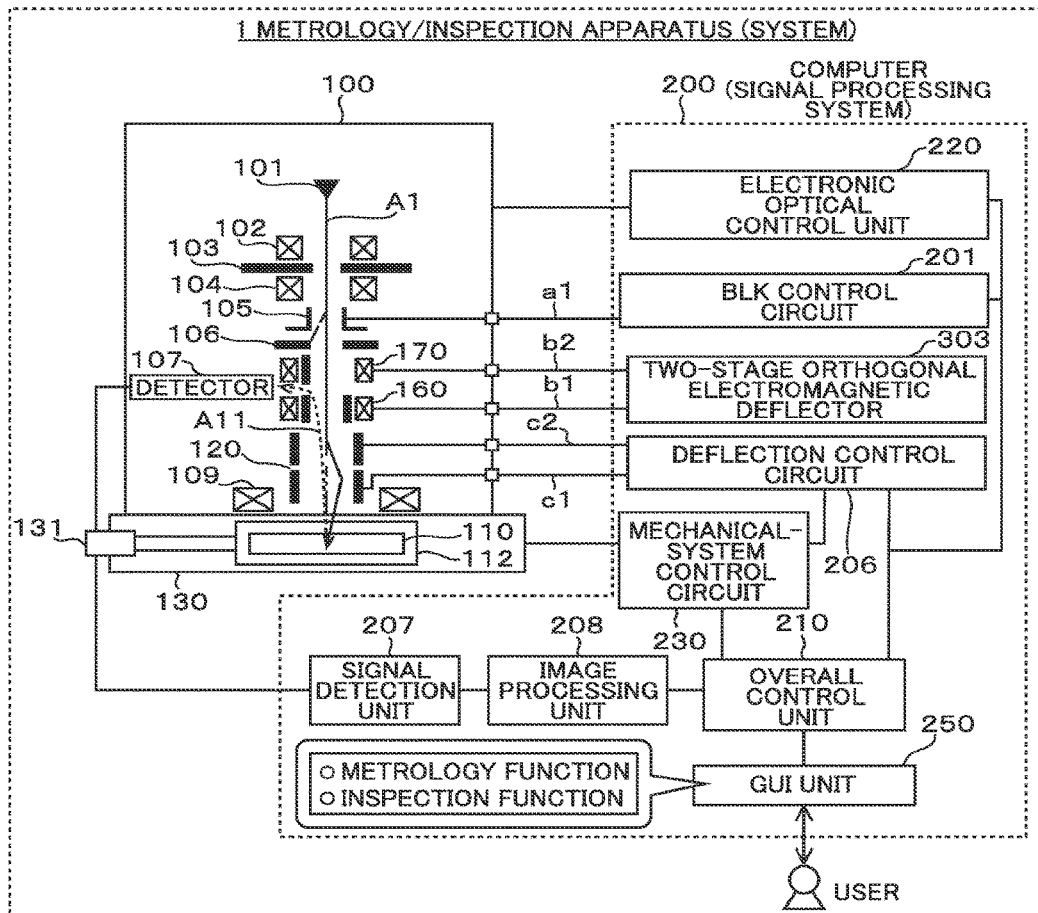 1 METROLOGY/INSPECTION APPARATUS (SYSTEM)
COMPUTER
(SIGNAL PROCESSING
SYSTEM)
200
100
220
ELECTRONIC
OPTICAL
CONTROL UNIT
101
A1
102
103
104
105
106
201
BLK CONTROL
CIRCUIT
a1
107
DETECTOR
170
b2
303
TWO-STAGE ORTHOGONAL
ELECTROMAGNETIC
DEFLECTOR
160
b1
A11
120
c2
DEFLECTION CONTROL
CIRCUIT
109
c1
131
110
112
130
MECHANICAL-
SYSTEM
CONTROL
CIRCUIT
206
230
207
SIGNAL
DETECTION
UNIT
208
IMAGE
PROCESSING
UNIT
210
OVERALL
CONTROL
UNIT
250
○ METROLOGY FUNCTION
○ INSPECTION FUNCTION
GUI UNIT
USER